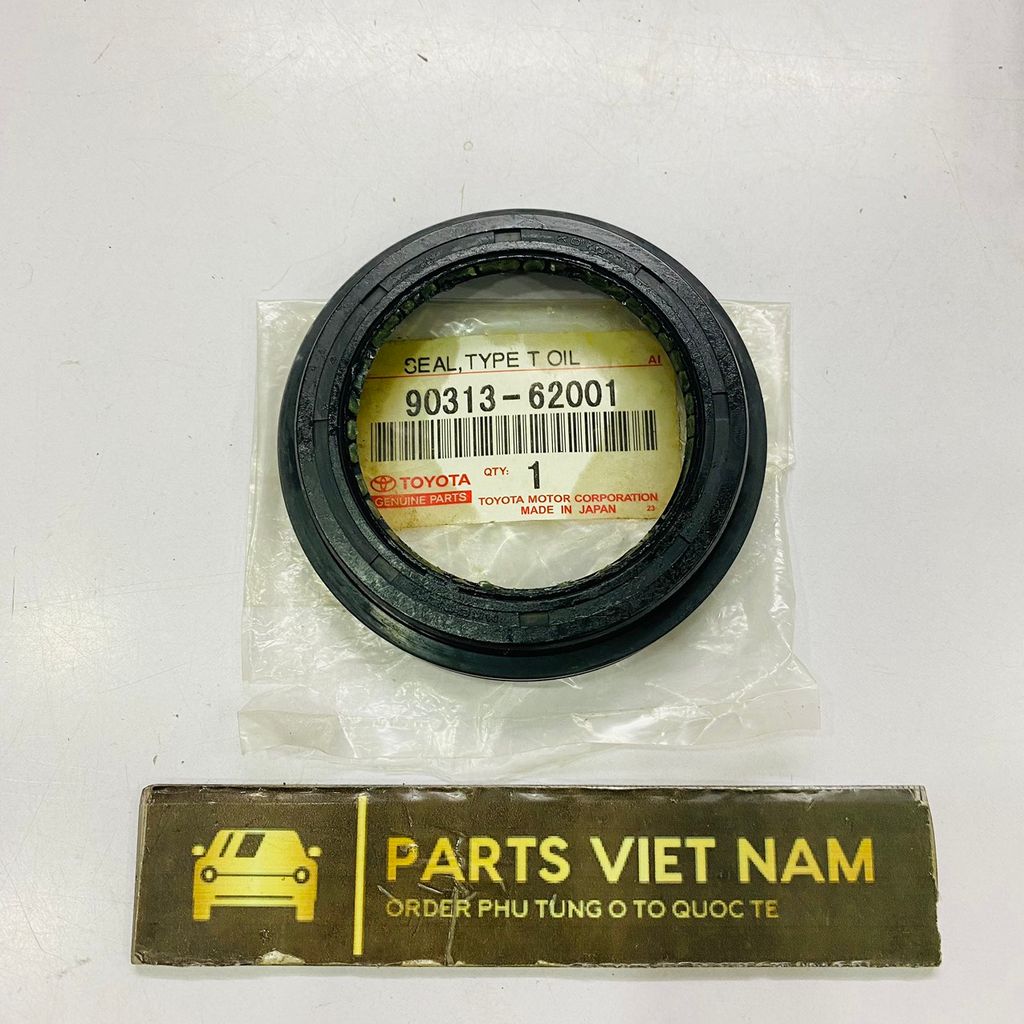 KOYO
SEAL, TYPE T OIL
AI
90313-62001
TOYOTA
GENUINE PARTS
QTY: 1
TOYOTA MOTOR CORPORATION
MADE IN JAPAN
23
PARTS VIET NAM
ORDER PHU TUNG O TO QUOC TE